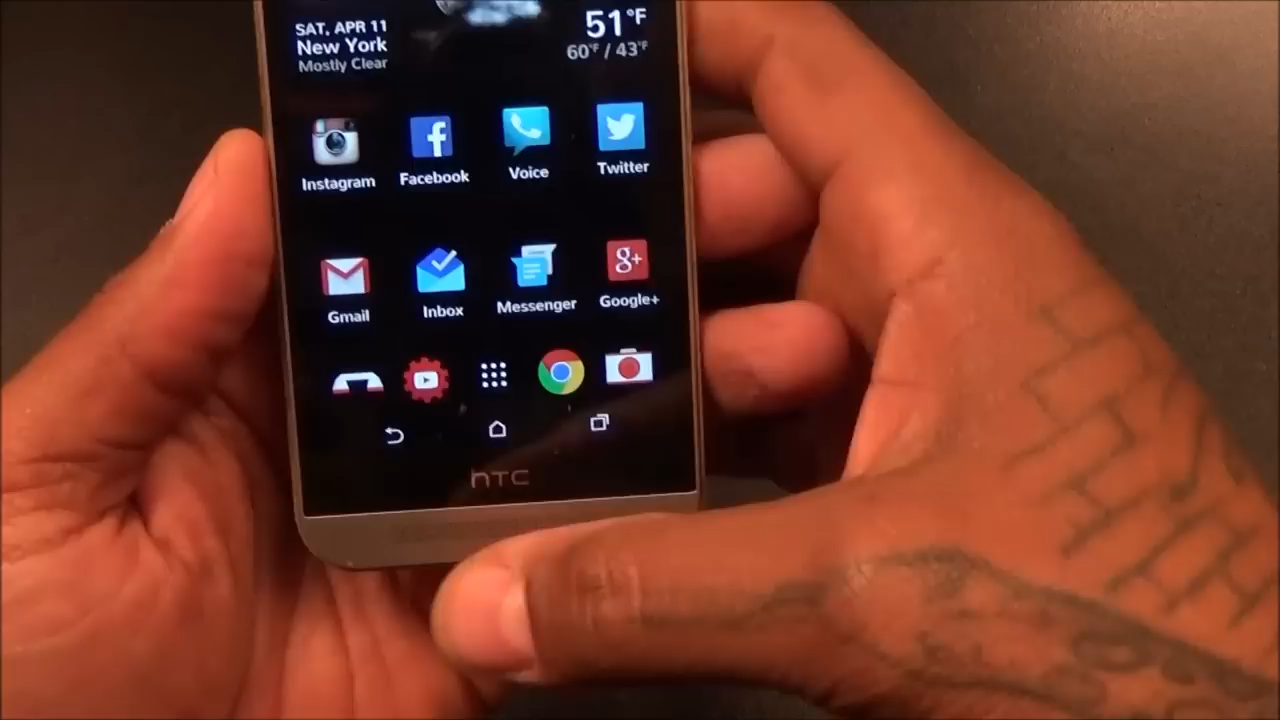 SAT, APR 11
New York
Mostly Clear
51°F
60°F / 43°F
Instagram
Facebook
Voice
Twitter
Gmail
Inbox
Messenger
Google+
hTC